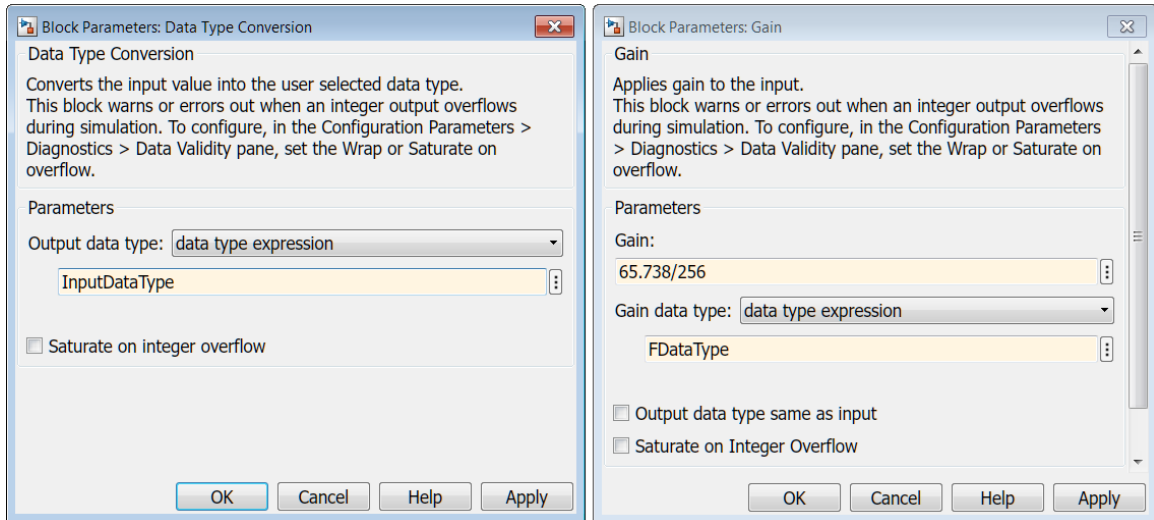 Block Parameters: Data Type Conversion
Data Type Conversion
Converts the input value into the user selected data type.
This block warns or errors out when an integer output overflows
during simulation. To configure, in the Configuration Parameters >
Diagnostics > Data Validity pane, set the Wrap or Saturate on
overflow.
Parameters
Output data type: data type expression
InputDataType
Saturate on integer overflow
OK Cancel Help Apply
Block Parameters: Gain
Gain
Applies gain to the input.
This block warns or errors out when an integer output overflows
during simulation. To configure, in the Configuration Parameters
> Diagnostics > Data Validity pane, set the Wrap or Saturate on
overflow.
Parameters
Gain:
65.738/256
Gain data type: data type expression
FDataType
Output data type same as input
Saturate on Integer Overflow
OK Cancel Help Apply